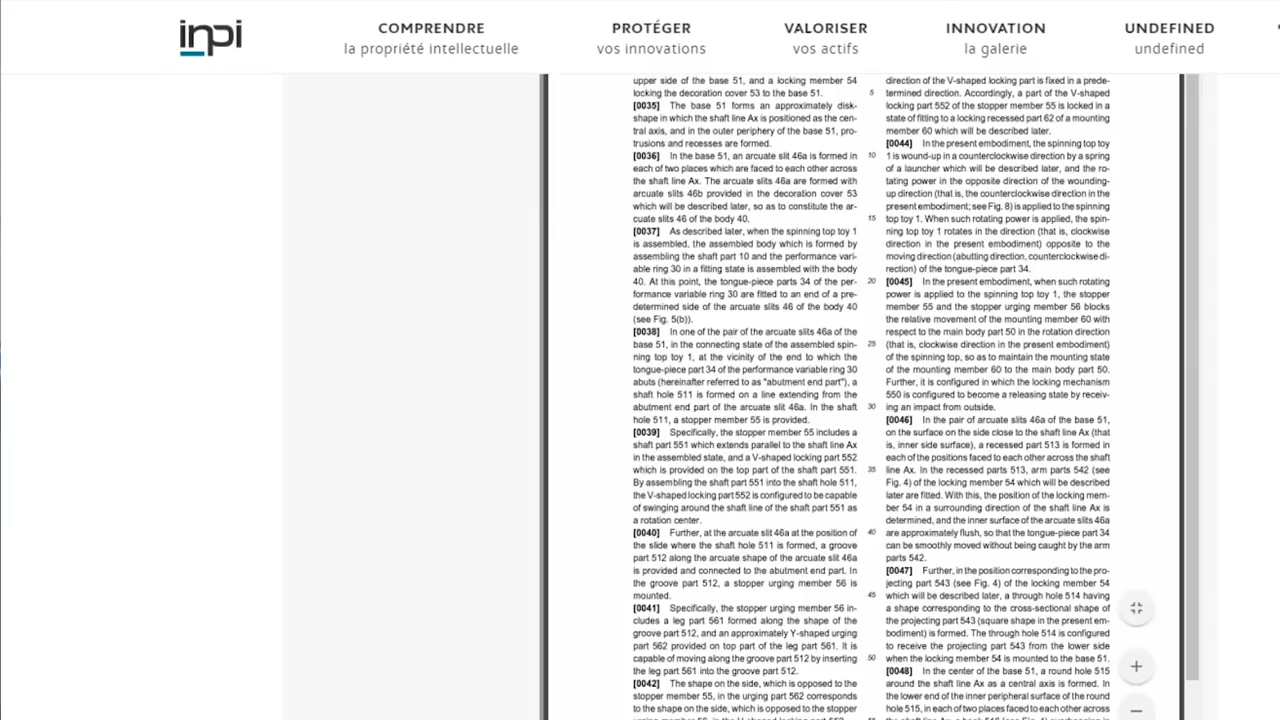 inpi
COMPRENDRE
la propriété intellectuelle
PROTÉGER
vos innovations
VALORISER
vos actifs
INNOVATION
la galerie
UNDEFINED
undefined
upper side of the base 51, and a locking member 54
locking the decoration cover 53 to the base 51.
[0035] The base 51 forms an approximately disk-
shape in which the shaft line Ax is positioned as the cen-
tral axis, and in the outer periphery of the base 51, pro-
trusions and recesses are formed.
[0036] In the base 51, an arcuate slit 46a is formed in
each of two places which are faced to each other across
the shaft line Ax. The arcuate slits 46a are formed with
arcuate slits 46b provided in the decoration cover 53
which will be described later, so as to constitute the ar-
cuate slits 46 of the body 40.
[0037] As described later, when the spinning top toy 1
is assembled, the assembled body which is formed by
assembling the shaft part 10 and the performance vari-
able ring 30 in a fitting state is assembled with the body
40. At this point, the tongue-piece parts 34 of the per-
formance variable ring 30 are fitted to an end of a pre-
determined side of the arcuate slits 46 of the body 40
(see Fig. 5(b)).
[0038] In one of the pair of the arcuate slits 46a of the
base 51, in the connecting state of the assembled spin-
ning top toy 1, at the vicinity of the end to which the
tongue-piece part 34 of the performance variable ring 30
abuts (hereinafter referred to as "abutment end part"), a
shaft hole 511 is formed on a line extending from the
abutment end part of the arcuate slit 46a. In the shaft
hole 511, a stopper member 55 is provided.
[0039] Specifically, the stopper member 55 includes a
shaft part 551 which extends parallel to the shaft line Ax
in the assembled state, and a V-shaped locking part 552
which is provided on the top part of the shaft part 551.
By assembling the shaft part 551 into the shaft hole 511,
the V-shaped locking part 552 is configured to be capable
of swinging around the shaft line of the shaft part 551 as
a rotation center.
[0040] Further, at the arcuate slit 46a at the position of
the slide where the shaft hole 511 is formed, a groove
part 512 along the arcuate shape of the arcuate slit 46a
is provided and connected to the abutment end part. In
the groove part 512, a stopper urging member 56 is
mounted.
[0041] Specifically, the stopper urging member 56 in-
cludes a leg part 561 formed along the shape of the
groove part 512, and an approximately Y-shaped urging
part 562 provided on top part of the leg part 561. It is
capable of moving along the groove part 512 by inserting
the leg part 561 into the groove part 512.
[0042] The shape on the side, which is opposed to the
stopper member 55, in the urging part 562 corresponds
to the shape on the side, which is opposed to the stopper
5
10
15
20
25
30
35
40
45
50
direction of the V-shaped locking part is fixed in a prede-
termined direction. Accordingly, a part of the V-shaped
locking part 552 of the stopper member 55 is locked in a
state of fitting to a locking recessed part 62 of a mounting
member 60 which will be described later.
[0044] In the present embodiment, the spinning top toy
1 is wound-up in a counterclockwise direction by a spring
of a launcher which will be described later, and the ro-
tating power in the opposite direction of the wounding-
up direction (that is, the counterclockwise direction in the
present embodiment; see Fig. 8) is applied to the spinning
top toy 1. When such rotating power is applied, the spin-
ning top toy 1 rotates in the direction (that is, clockwise
direction in the present embodiment) opposite to the
moving direction (abutting direction, counterclockwise di-
rection) of the tongue-piece part 34.
[0045] In the present embodiment, when such rotating
power is applied to the spinning top toy 1, the stopper
member 55 and the stopper urging member 56 blocks
the relative movement of the mounting member 60 with
respect to the main body part 50 in the rotation direction
(that is, clockwise direction in the present embodiment)
of the spinning top, so as to maintain the mounting state
of the mounting member 60 to the main body part 50.
Further, it is configured in which the locking mechanism
550 is configured to become a releasing state by receiv-
ing an impact from outside.
[0046] In the pair of arcuate slits 46a of the base 51,
on the surface on the side close to the shaft line Ax (that
is, inner side surface), a recessed part 513 is formed in
each of the positions faced to each other across the shaft
line Ax. In the recessed parts 513, arm parts 542 (see
Fig. 4) of the locking member 54 which will be described
later are fitted. With this, the position of the locking mem-
ber 54 in a surrounding direction of the shaft line Ax is
determined, and the inner surface of the arcuate slits 46a
are approximately flush, so that the tongue-piece part 34
can be smoothly moved without being caught by the arm
parts 542.
[0047] Further, in the position corresponding to the pro-
jecting part 543 (see Fig. 4) of the locking member 54
which will be described later, a through hole 514 having
a shape corresponding to the cross-sectional shape of
the projecting part 543 (square shape in the present em-
bodiment) is formed. The through hole 514 is configured
to receive the projecting part 543 from the lower side
when the locking member 54 is mounted to the base 51.
[0048] In the center of the base 51, a round hole 515
around the shaft line Ax as a central axis is formed. In
the lower end of the inner peripheral surface of the round
hole 515, in each of two places faced to each other across